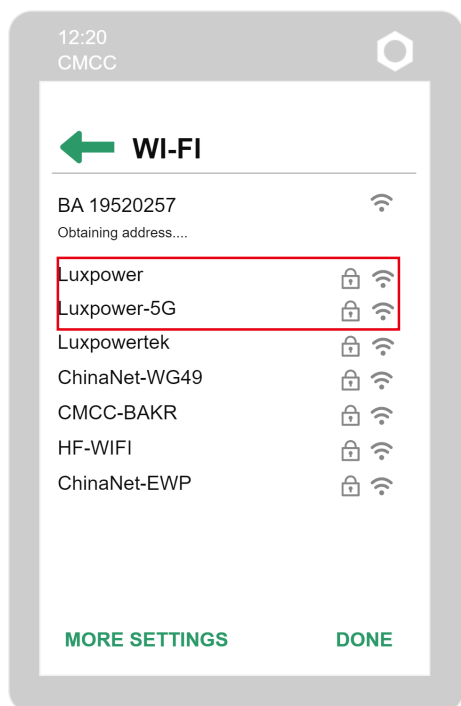 12:20
CMCC
WI-FI
BA 19520257
Obtaining address....
Luxpower
Luxpower-5G
Luxpowertek
ChinaNet-WG49
CMCC-BAKR
HF-WIFI
ChinaNet-EWP
MORE SETTINGS DONE